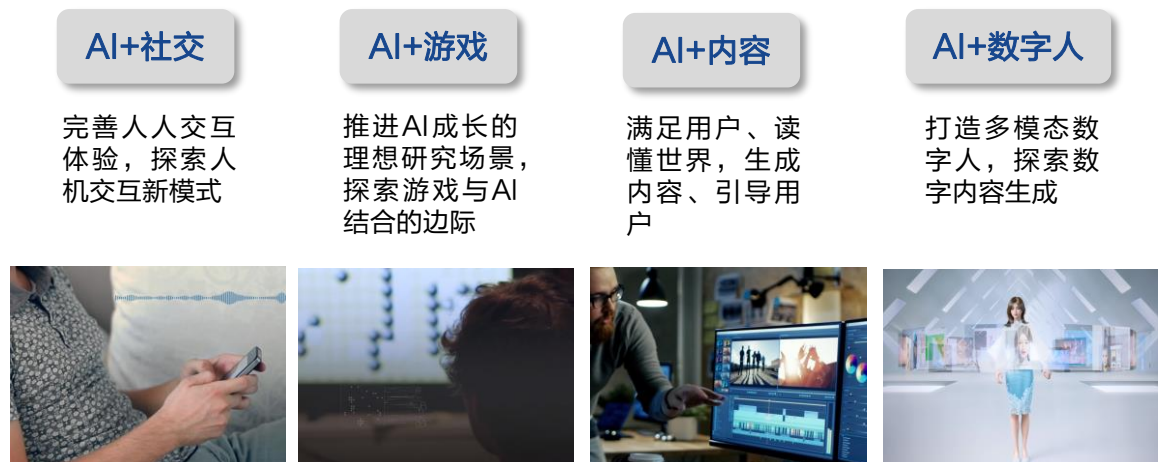 AI+社交
完善人人交互
体验，探索人
机交互新模式
AI+游戏
推进AI成长的
理想研究场景，
探索游戏与AI
结合的边际
AI+内容
满足用户、读
懂世界，生成
内容、引导用
户
AI+数字人
打造多模态数
字人，探索数
字内容生成